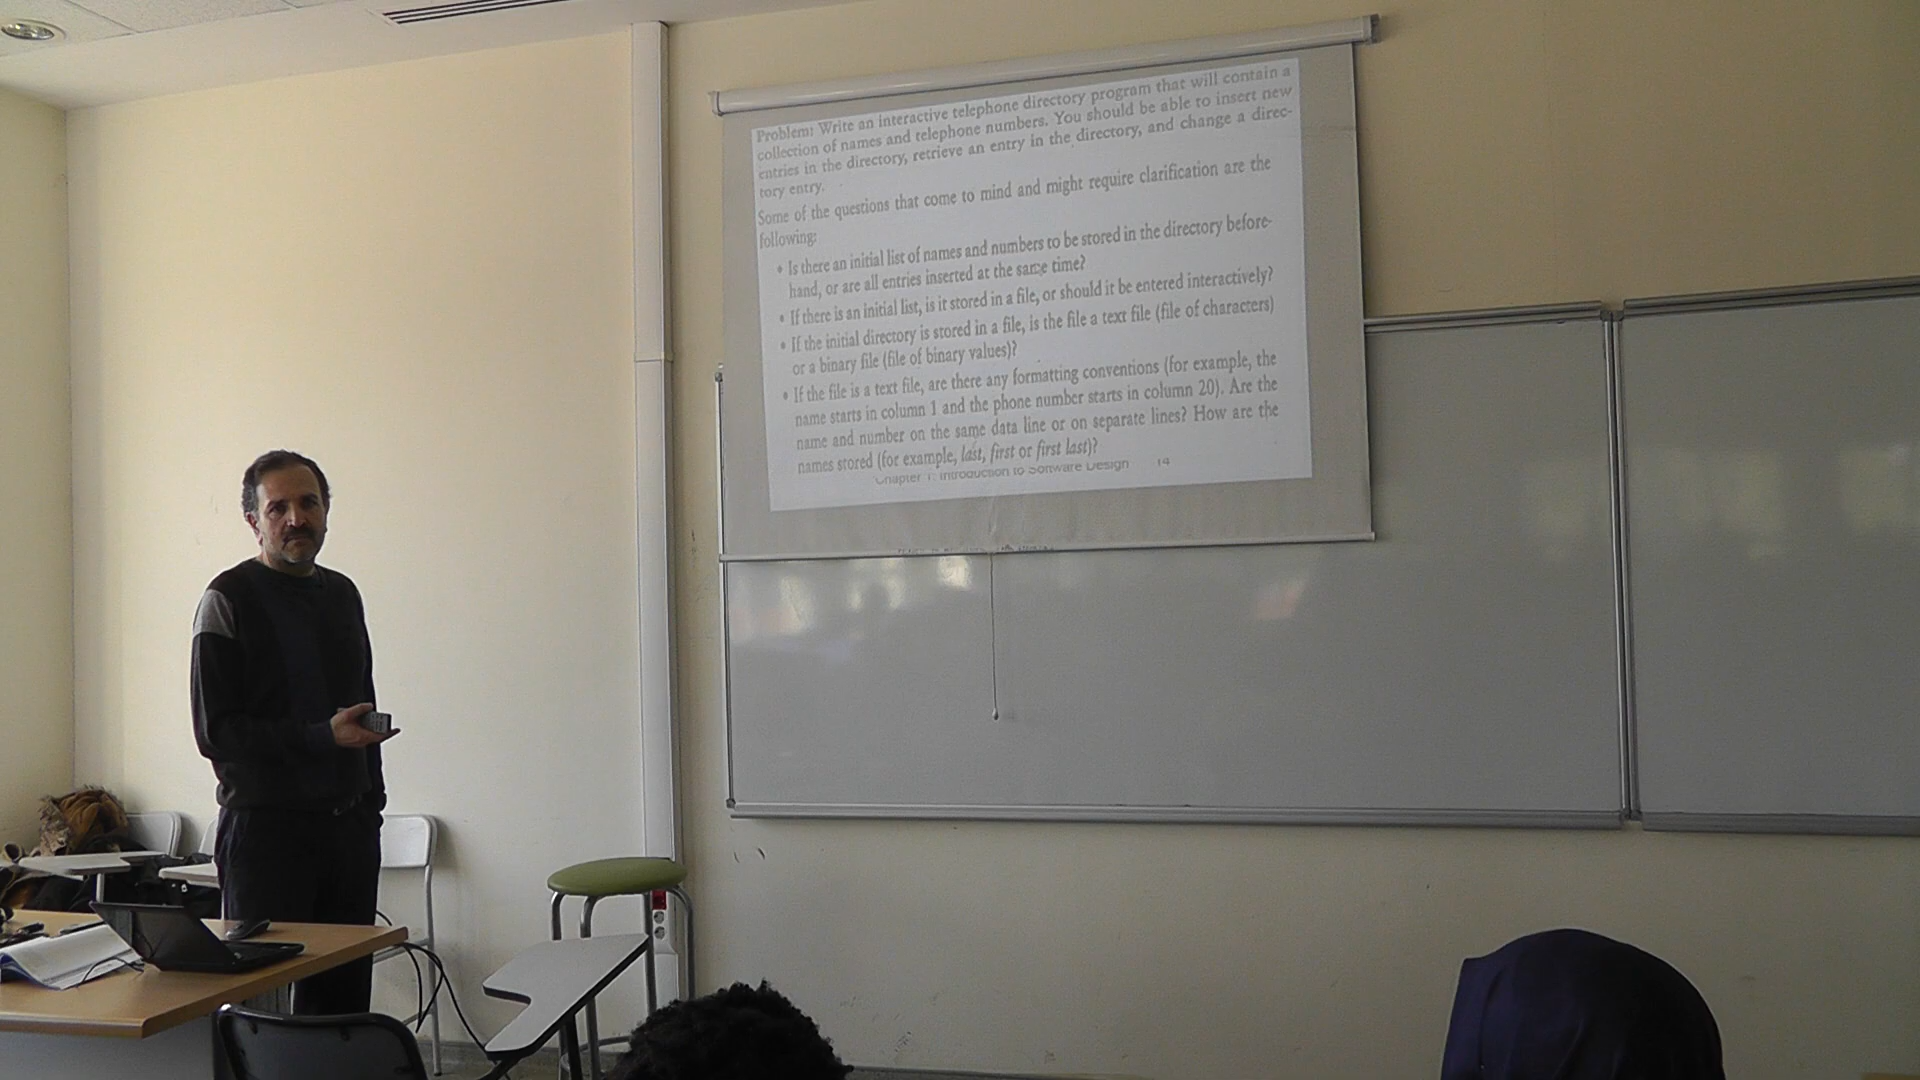 Problem: Write an interactive telephone directory program that will contain a
collection of names and telephone numbers. You should be able to insert new
entries in the directory, retrieve an entry in the directory, and change a direc-
tory entry.
Some of the questions that come to mind and might require clarification are the
following:
• Is there an initial list of names and numbers to be stored in the directory before-
hand, or are all entries inserted at the same time?
• If there is an initial list, is it stored in a file, or should it be entered interactively?
• If the initial directory is stored in a file, is the file a text file (file of characters)
or a binary file (file of binary values)?
• If the file is a text file, are there any formatting conventions (for example, the
name starts in column 1 and the phone number starts in column 20). Are the
name and number on the same data line or on separate lines? How are the
names stored (for example, last, first or first last)?
Chapter 1: Introduction to Software Design 14